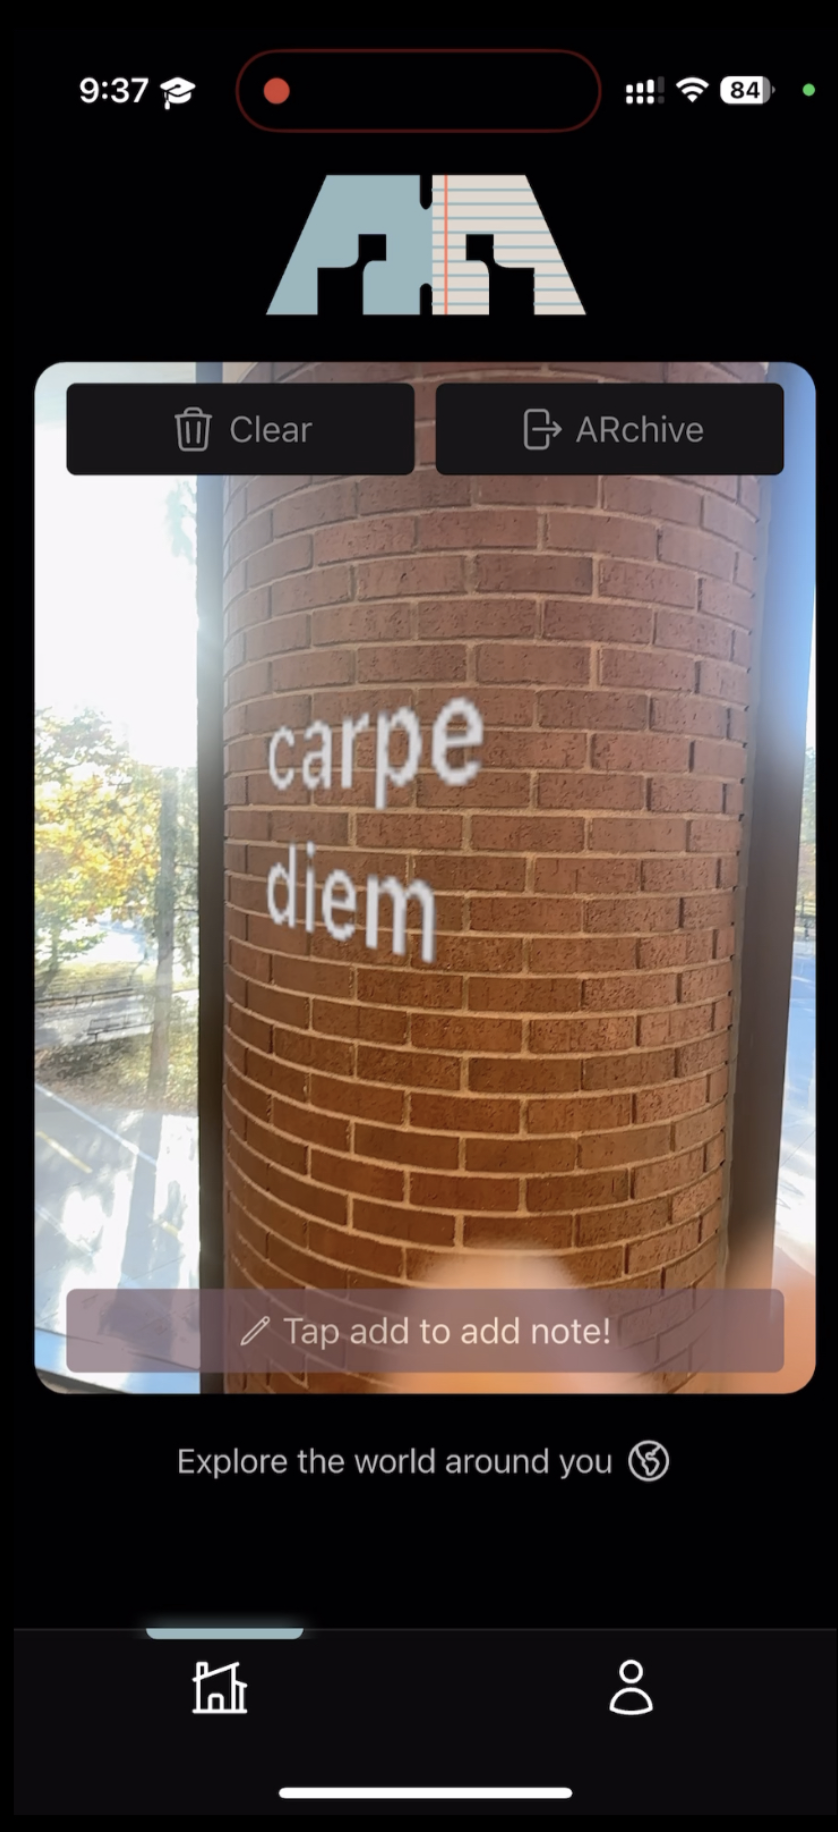 9:37
84
Clear
ARchive
carpe
diem
Tap add to add note!
Explore the world around you